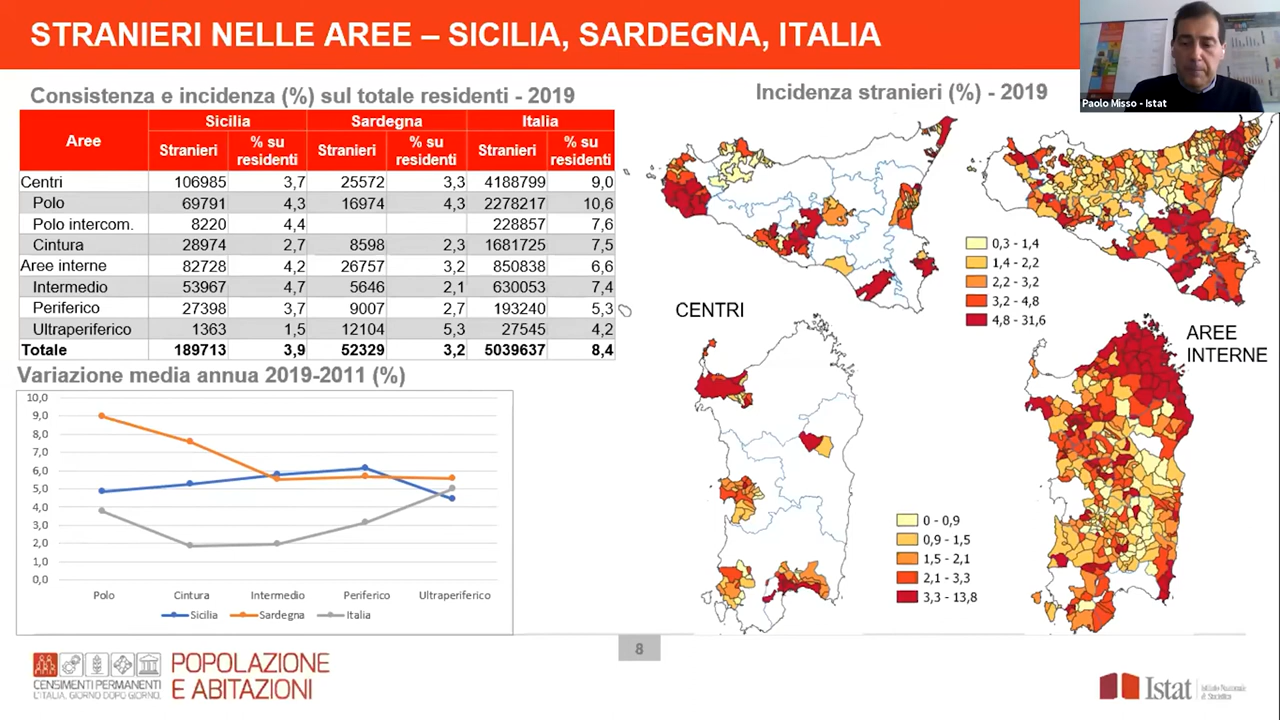 STRANIERI NELLE AREE – SICILIA, SARDEGNA, ITALIA
Paolo Misso - Istat
Consistenza e incidenza (%) sul totale residenti - 2019
Aree Sicilia Sardegna Italia
Stranieri % su residenti Stranieri % su residenti Stranieri % su residenti
Centri 106985 3,7 25572 3,3 4188799 9,0
Polo 69791 4,3 16974 4,3 2278217 10,6
Polo intercom. 8220 4,4 228857 7,6
Cintura 28974 2,7 8598 2,3 1681725 7,5
Aree interne 82728 4,2 26757 3,2 850838 6,6
Intermedio 53967 4,7 5646 2,1 630053 7,4
Periferico 27398 3,7 9007 2,7 193240 5,3
Ultraperiferico 1363 1,5 12104 5,3 27545 4,2
Totale 189713 3,9 52329 3,2 5039637 8,4
Variazione media annua 2019-2011 (%)
10,0
9,0
8,0
7,0
6,0
5,0
4,0
3,0
2,0
1,0
0,0
Polo Cintura Intermedio Periferico Ultraperiferico
Sicilia Sardegna Italia
Incidenza stranieri (%) - 2019
0,3 - 1,4
1,4 - 2,2
2,2 - 3,2
3,2 - 4,8
4,8 - 31,6
CENTRI
AREE
INTERNE
0 - 0,9
0,9 - 1,5
1,5 - 2,1
2,1 - 3,3
3,3 - 13,8
8
CENSIMENTI PERMANENTI
L'ITALIA, GIORNO DOPO GIORNO.
POPOLAZIONE
E ABITAZIONI
Istat
Istituto Nazionale
di Statistica